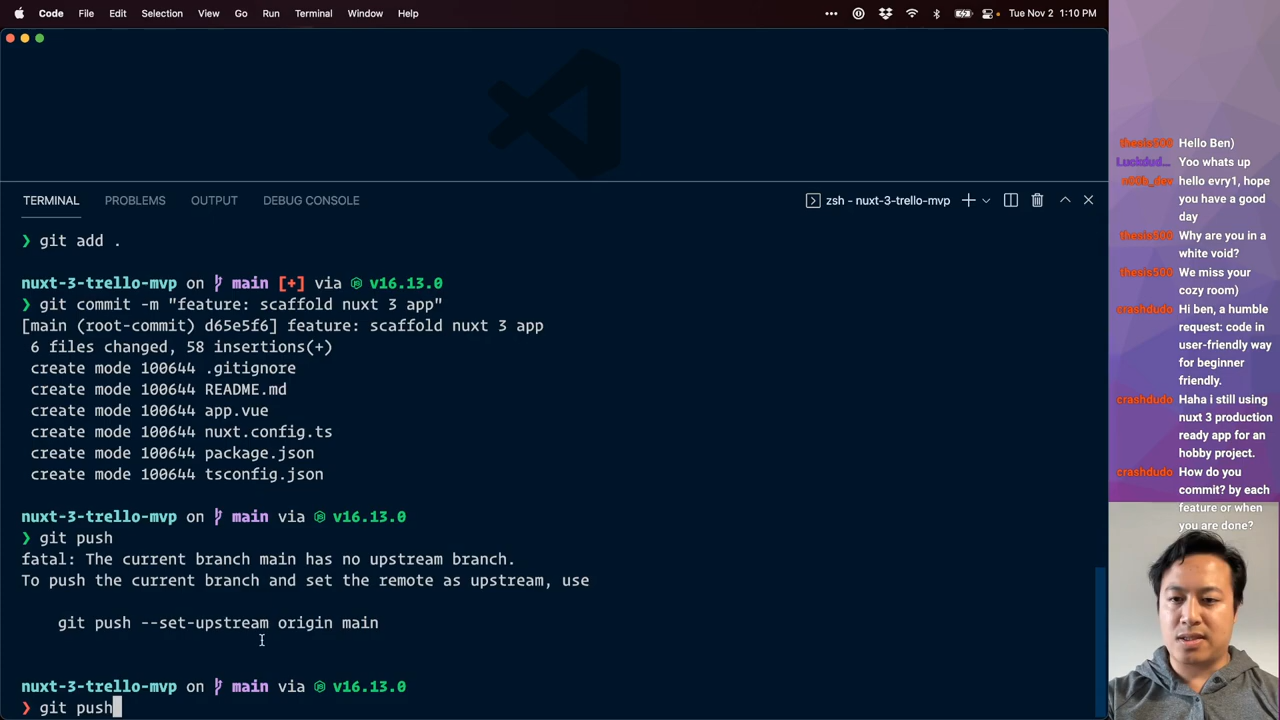 Code File Edit Selection View Go Run Terminal Window Help
Tue Nov 2 1:10 PM
TERMINAL PROBLEMS OUTPUT DEBUG CONSOLE
zsh - nuxt-3-trello-mvp
❯ git add .
nuxt-3-trello-mvp on main [+] via v16.13.0
❯ git commit -m "feature: scaffold nuxt 3 app"
[main (root-commit) d65e5f6] feature: scaffold nuxt 3 app
6 files changed, 58 insertions(+)
create mode 100644 .gitignore
create mode 100644 README.md
create mode 100644 app.vue
create mode 100644 nuxt.config.ts
create mode 100644 package.json
create mode 100644 tsconfig.json
nuxt-3-trello-mvp on main via v16.13.0
❯ git push
fatal: The current branch main has no upstream branch.
To push the current branch and set the remote as upstream, use
git push --set-upstream origin main
nuxt-3-trello-mvp on main via v16.13.0
❯ git push
Hello Ben)
Yoo whats up
hello evry1, hope
you have a good
day
Why are you in a
white void?
We miss your
cozy room)
crashdudo Hi ben, a humble
request: code in
user-friendly way
for beginner
friendly.
crashdudo Haha i still using
nuxt 3 production
ready app for an
hobby project.
crashdudo How do you
commit? by each
feature or when
you are done?